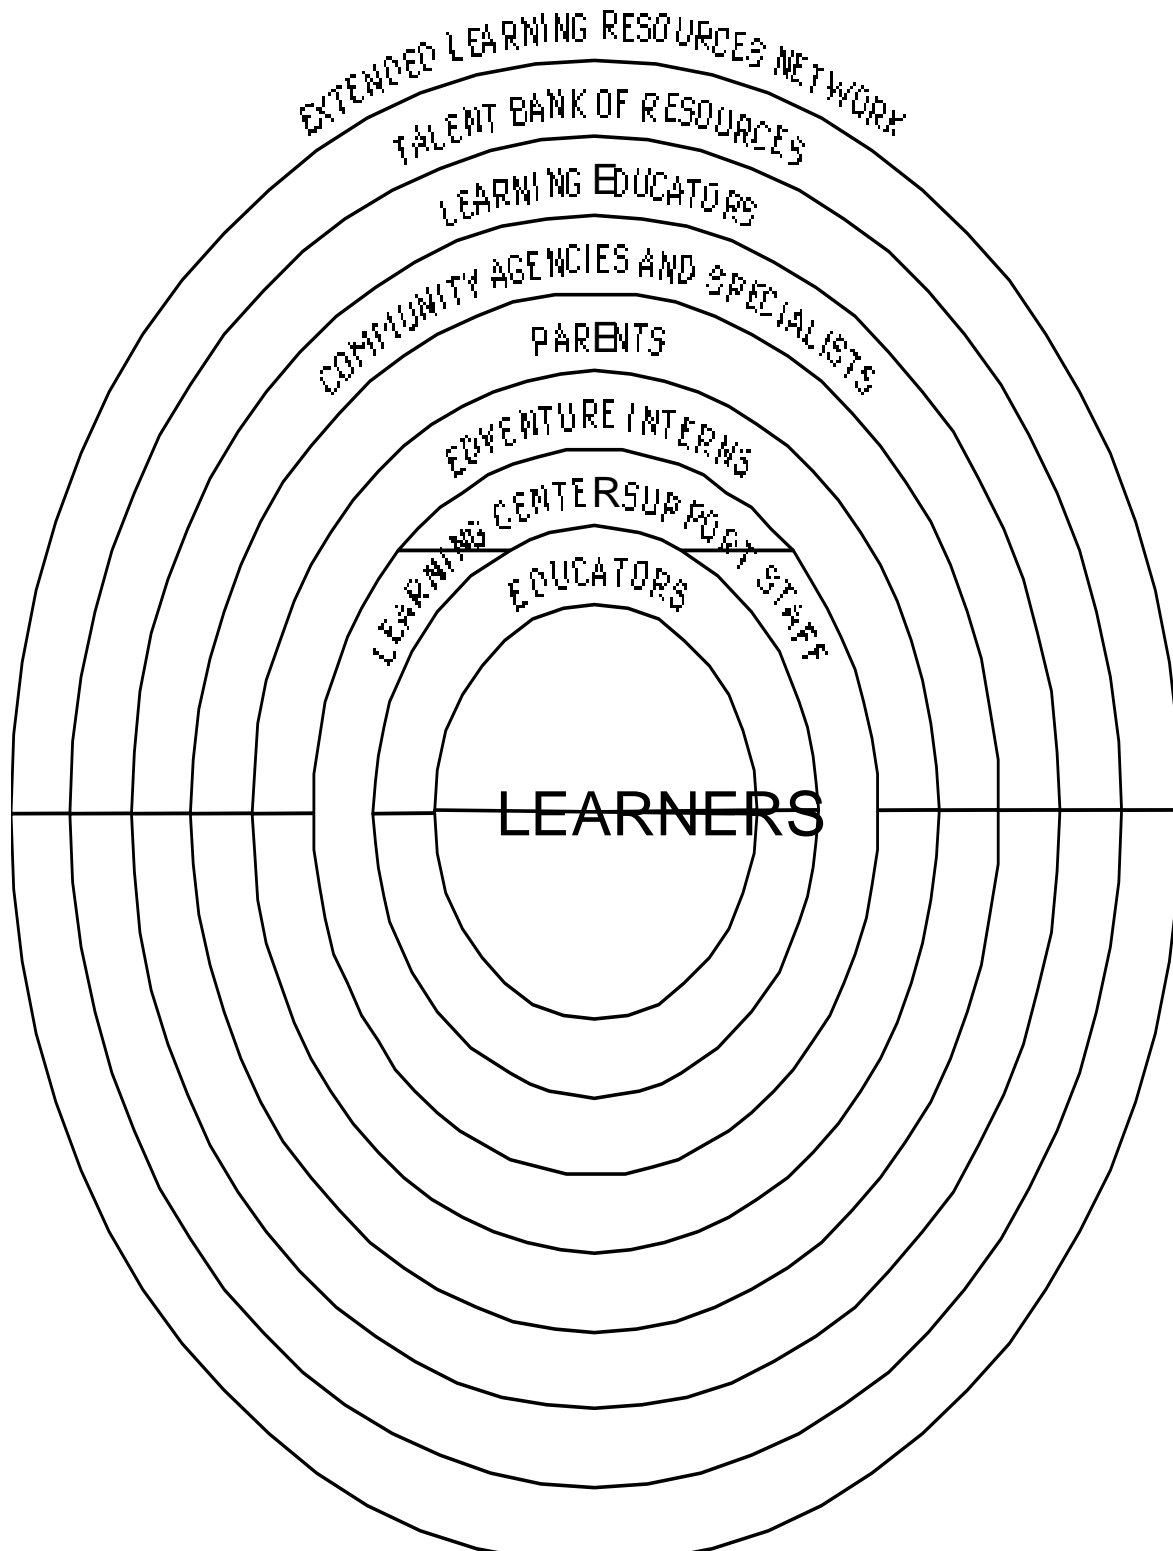 EXTENDED LEARNING RESOURCES NETWORK
TALENT BANK OF RESOURCES
LEARNING EDUCATORS
COMMUNITY AGENCIES AND SPECIALISTS
PARENTS
EDVENTURE INTERNS
LEARNING CENTER SUPPORT STAFF
EDUCATORS
LEARNERS